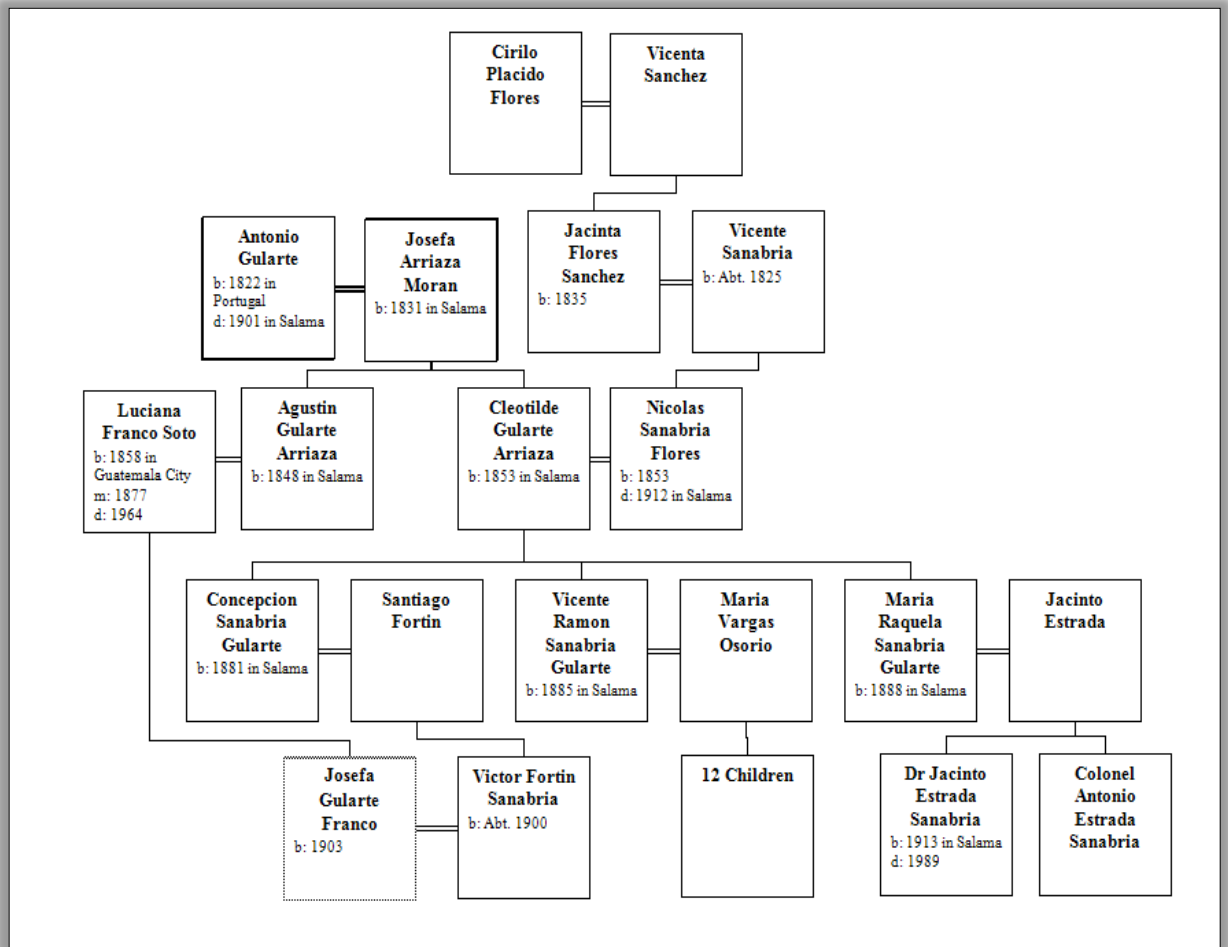 Cirilo
Placido
Flores
Vicenta
Sanchez
Antonio
Gularte
b: 1822 in
Portugal
d: 1901 in Salama
Josefa
Arriaza
Moran
b: 1831 in Salama
Jacinta
Flores
Sanchez
b: 1835
Vicente
Sanabria
b: Abt. 1825
Luciana
Franco Soto
b: 1858 in
Guatemala City
m: 1877
d: 1964
Agustin
Gularte
Arriaza
b: 1848 in Salama
Cleotilde
Gularte
Arriaza
b: 1853 in Salama
Nicolas
Sanabria
Flores
b: 1853
d: 1912 in Salama
Concepcion
Sanabria
Gularte
b: 1881 in Salama
Santiago
Fortin
Vicente
Ramon
Sanabria
Gularte
b: 1885 in Salama
Maria
Vargas
Osorio
Maria
Raquela
Sanabria
Gularte
b: 1888 in Salama
Jacinto
Estrada
Josefa
Gularte
Franco
b: 1903
Victor Fortin
Sanabria
b: Abt. 1900
12 Children
Dr Jacinto
Estrada
Sanabria
b: 1913 in Salama
d: 1989
Colonel
Antonio
Estrada
Sanabria